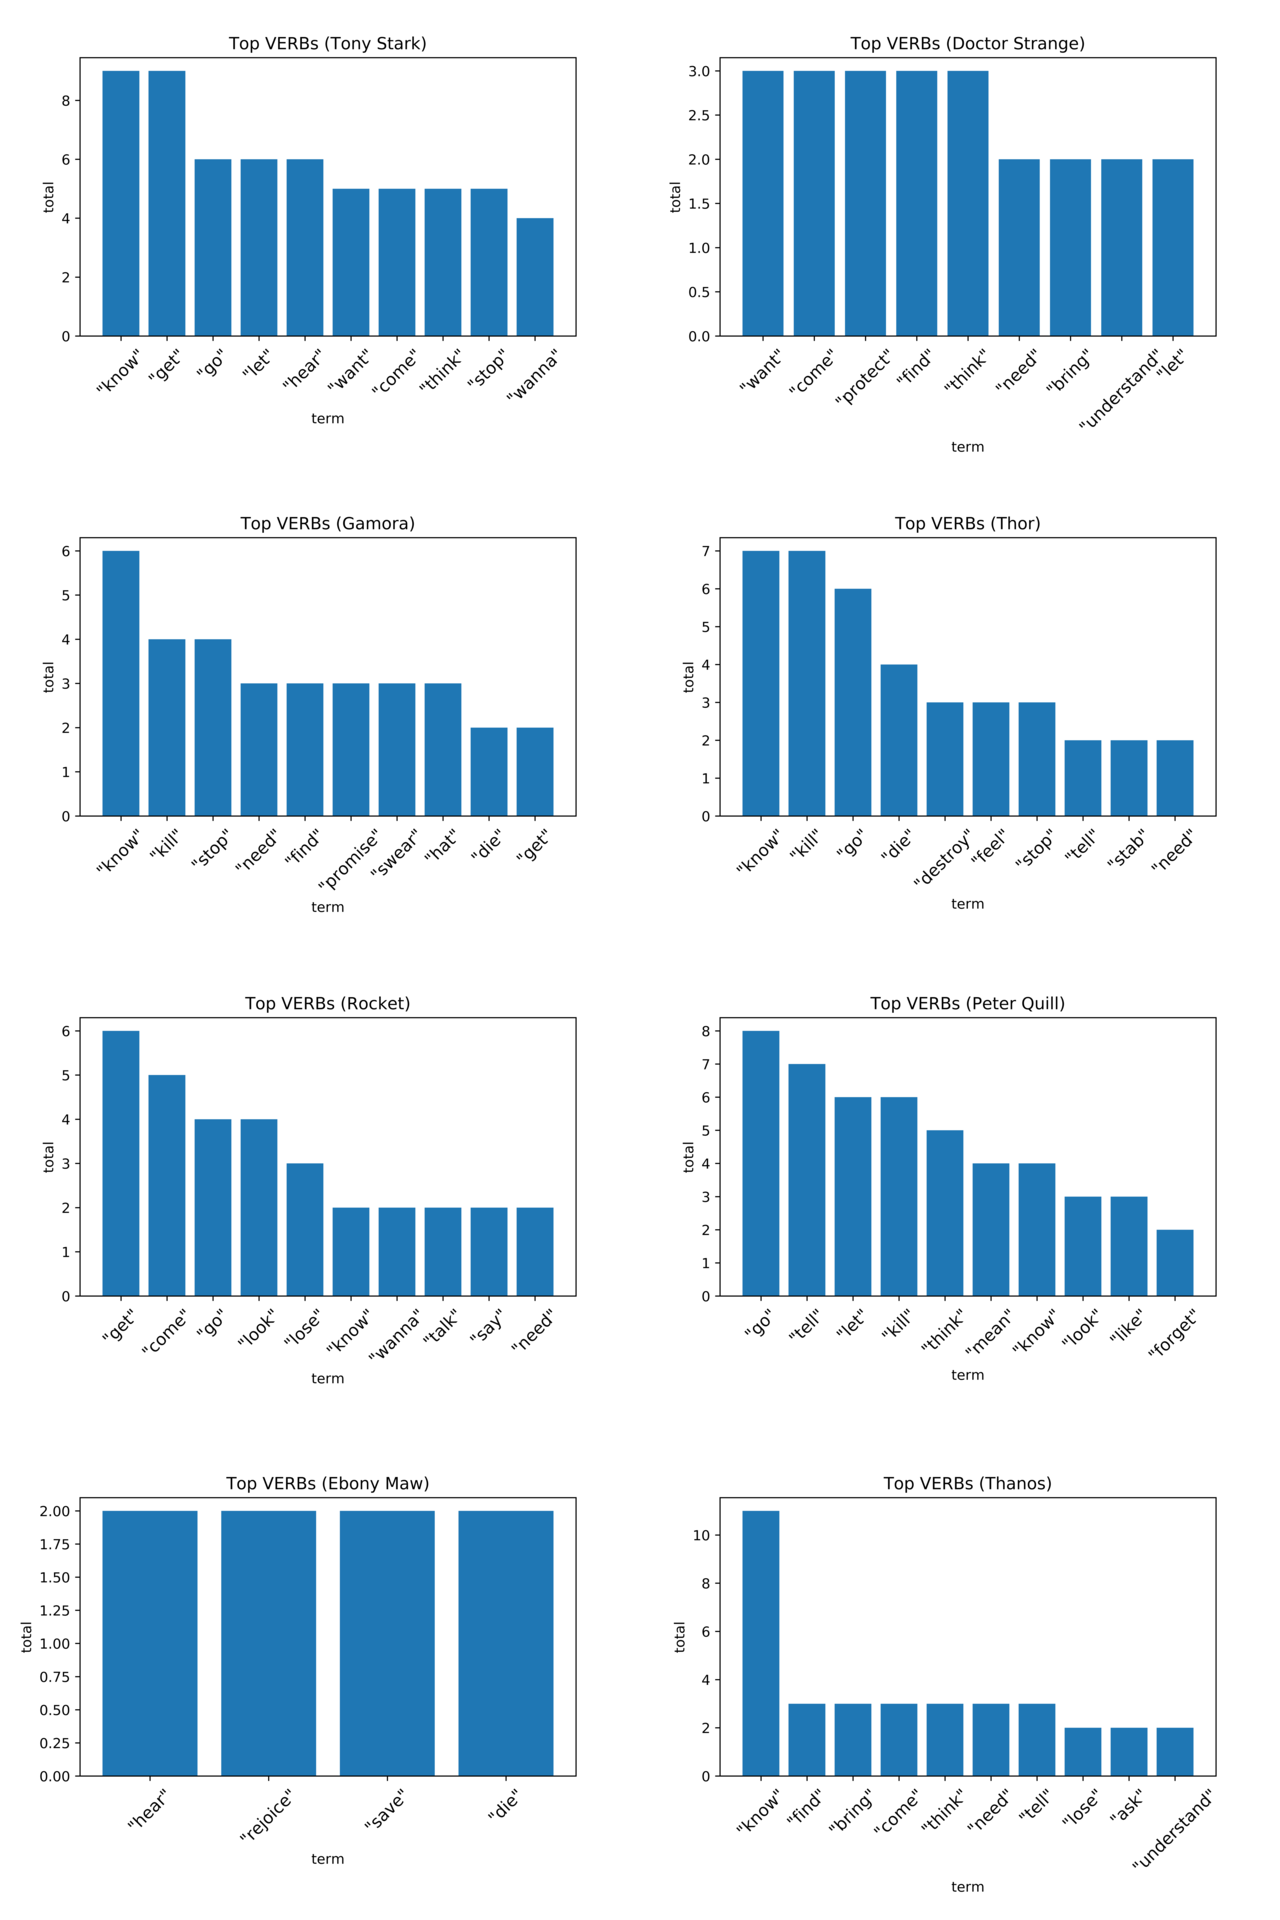 Top VERBs (Tony Stark)
total
8
6
4
2
0
"know" "get" "go" "let" "hear" "want" "come" "think" "stop" "wanna"
term
Top VERBs (Doctor Strange)
total
3.0
2.5
2.0
1.5
1.0
0.5
0.0
"want" "come" "protect" "find" "think" "need" "bring" "understand" "let"
term
Top VERBs (Gamora)
total
6
5
4
3
2
1
0
"know" "kill" "stop" "need" "find" "promise" "swear" "hat" "die" "get"
term
Top VERBs (Thor)
total
7
6
5
4
3
2
1
0
"know" "kill" "go" "die" "destroy" "feel" "stop" "tell" "stab" "need"
term
Top VERBs (Rocket)
total
6
5
4
3
2
1
0
"get" "come" "go" "look" "lose" "know" "wanna" "talk" "say" "need"
term
Top VERBs (Peter Quill)
total
8
7
6
5
4
3
2
1
0
"go" "tell" "let" "kill" "think" "mean" "know" "look" "like" "forget"
term
Top VERBs (Ebony Maw)
total
2.00
1.75
1.50
1.25
1.00
0.75
0.50
0.25
0.00
"hear" "rejoice" "save" "die"
term
Top VERBs (Thanos)
total
10
8
6
4
2
0
"know" "find" "bring" "come" "think" "need" "tell" "lose" "ask" "understand"
term